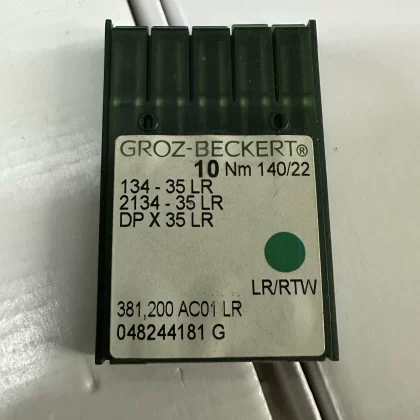 GROZ-BECKERT®
10 Nm 140/22
134 - 35 LR
2134 - 35 LR
DP X 35 LR
LR/RTW
381,200 AC01 LR
048244181 G